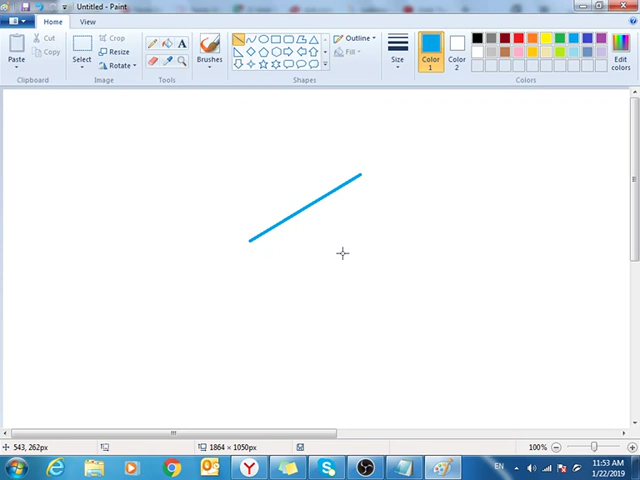 Untitled - Paint
Home View
Paste
Cut
Copy
Clipboard
Select
Crop
Resize
Rotate
Image
A
Tools
Brushes
Outline
Fill
Shapes
Size
Color
1
Color
2
Edit
colors
Colors
543, 262px
1864 × 1050px
100%
EN
11:53 AM
1/22/2019